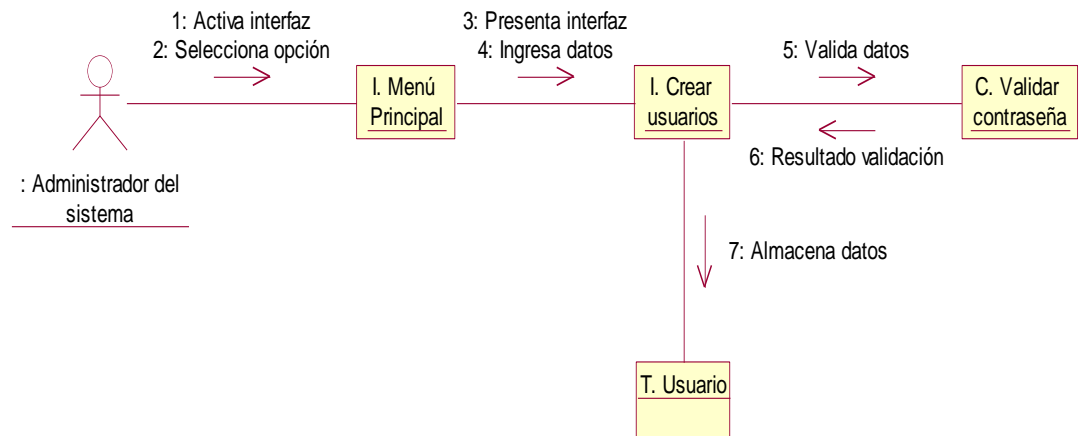 1: Activa interfaz
2: Selecciona opción
3: Presenta interfaz
4: Ingresa datos
5: Valida datos
I. Menú
Principal
I. Crear
usuarios
C. Validar
contraseña
6: Resultado validación
: Administrador del
sistema
7: Almacena datos
T. Usuario